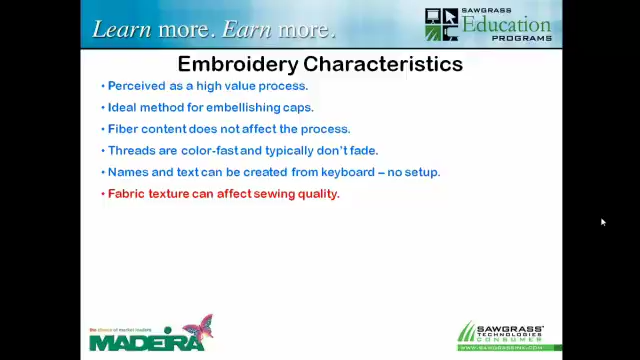 Learn more. Earn more.
SAWGRASS
Education
PROGRAMS
Embroidery Characteristics
• Perceived as a high value process.
• Ideal method for embellishing caps.
• Fiber content does not affect the process.
• Threads are color-fast and typically don't fade.
• Names and text can be created from keyboard – no setup.
• Fabric texture can affect sewing quality.
MADEIRA
SAWGRASS
TECHNOLOGIES
CONSUMER